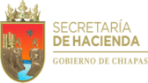 SECRETARÍA
DE HACIENDA
GOBIERNO DE CHIAPAS